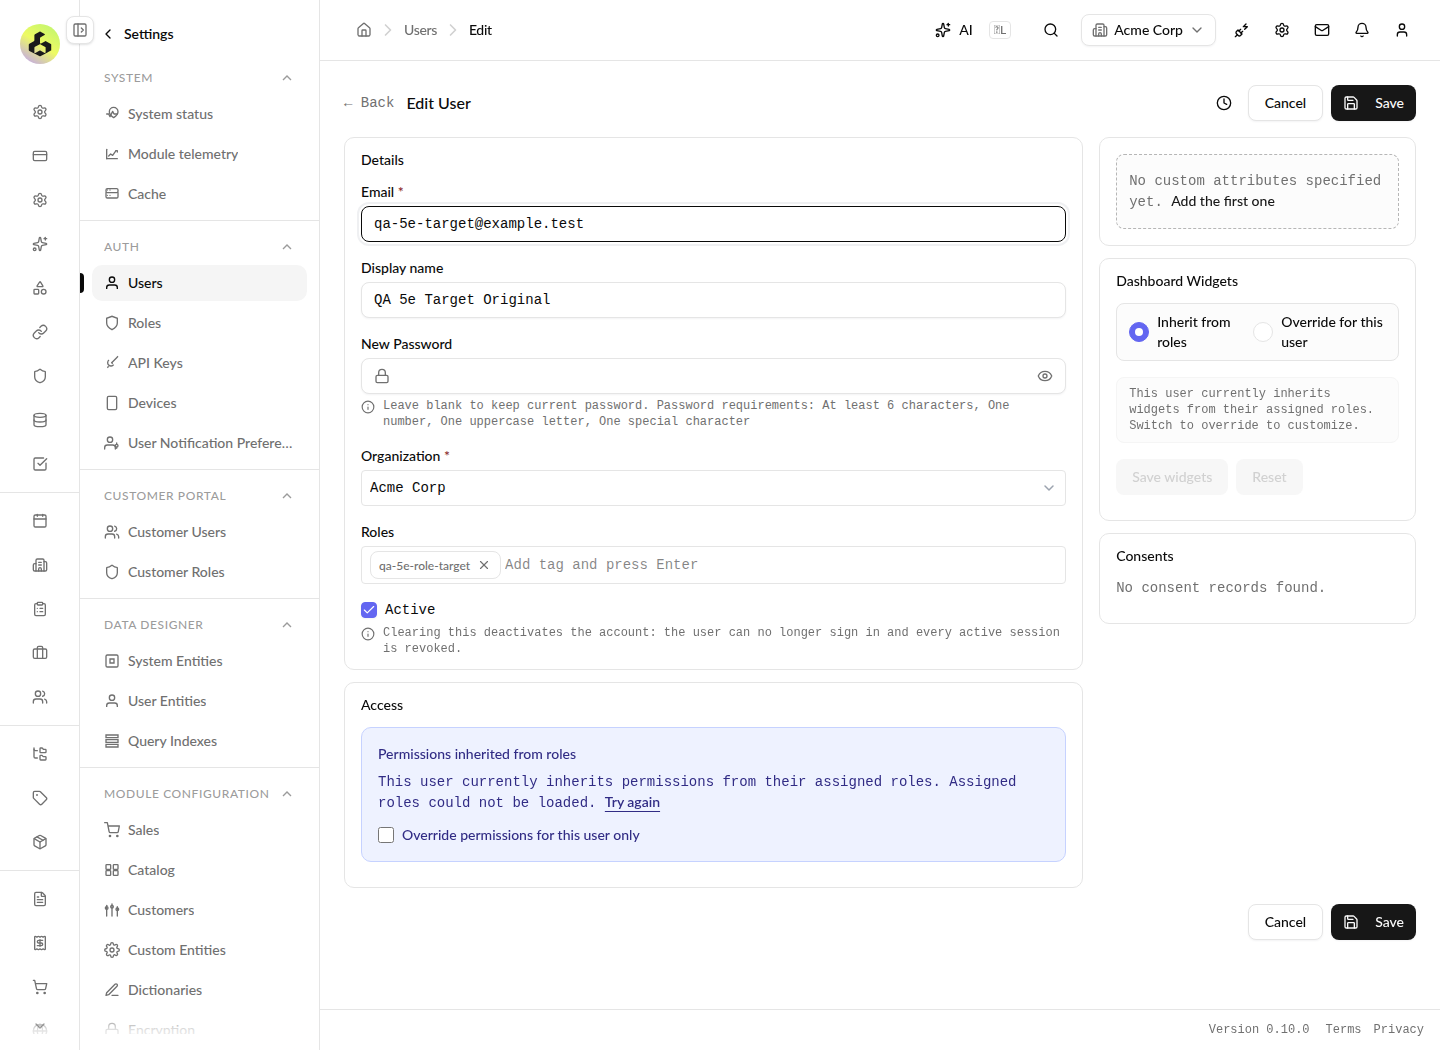 Settings
SYSTEM
System status
Module telemetry
Cache
AUTH
Users
Roles
API Keys
Devices
User Notification Prefere...
CUSTOMER PORTAL
Customer Users
Customer Roles
DATA DESIGNER
System Entities
User Entities
Query Indexes
MODULE CONFIGURATION
Sales
Catalog
Customers
Custom Entities
Dictionaries
Encryption
Users
Edit
AI
L
Acme Corp
← Back
Edit User
Cancel
Save
Details
Email *
qa-5e-target@example.test
Display name
QA 5e Target Original
New Password
Leave blank to keep current password. Password requirements: At least 6 characters, One
number, One uppercase letter, One special character
Organization *
Acme Corp
Roles
qa-5e-role-target
Add tag and press Enter
Active
Clearing this deactivates the account: the user can no longer sign in and every active session
is revoked.
Access
Permissions inherited from roles
This user currently inherits permissions from their assigned roles. Assigned
roles could not be loaded. Try again
Override permissions for this user only
No custom attributes specified
yet. Add the first one
Dashboard Widgets
Inherit from
roles
Override for this
user
This user currently inherits
widgets from their assigned roles.
Switch to override to customize.
Save widgets
Reset
Consents
No consent records found.
Cancel
Save
Version 0.10.0
Terms
Privacy